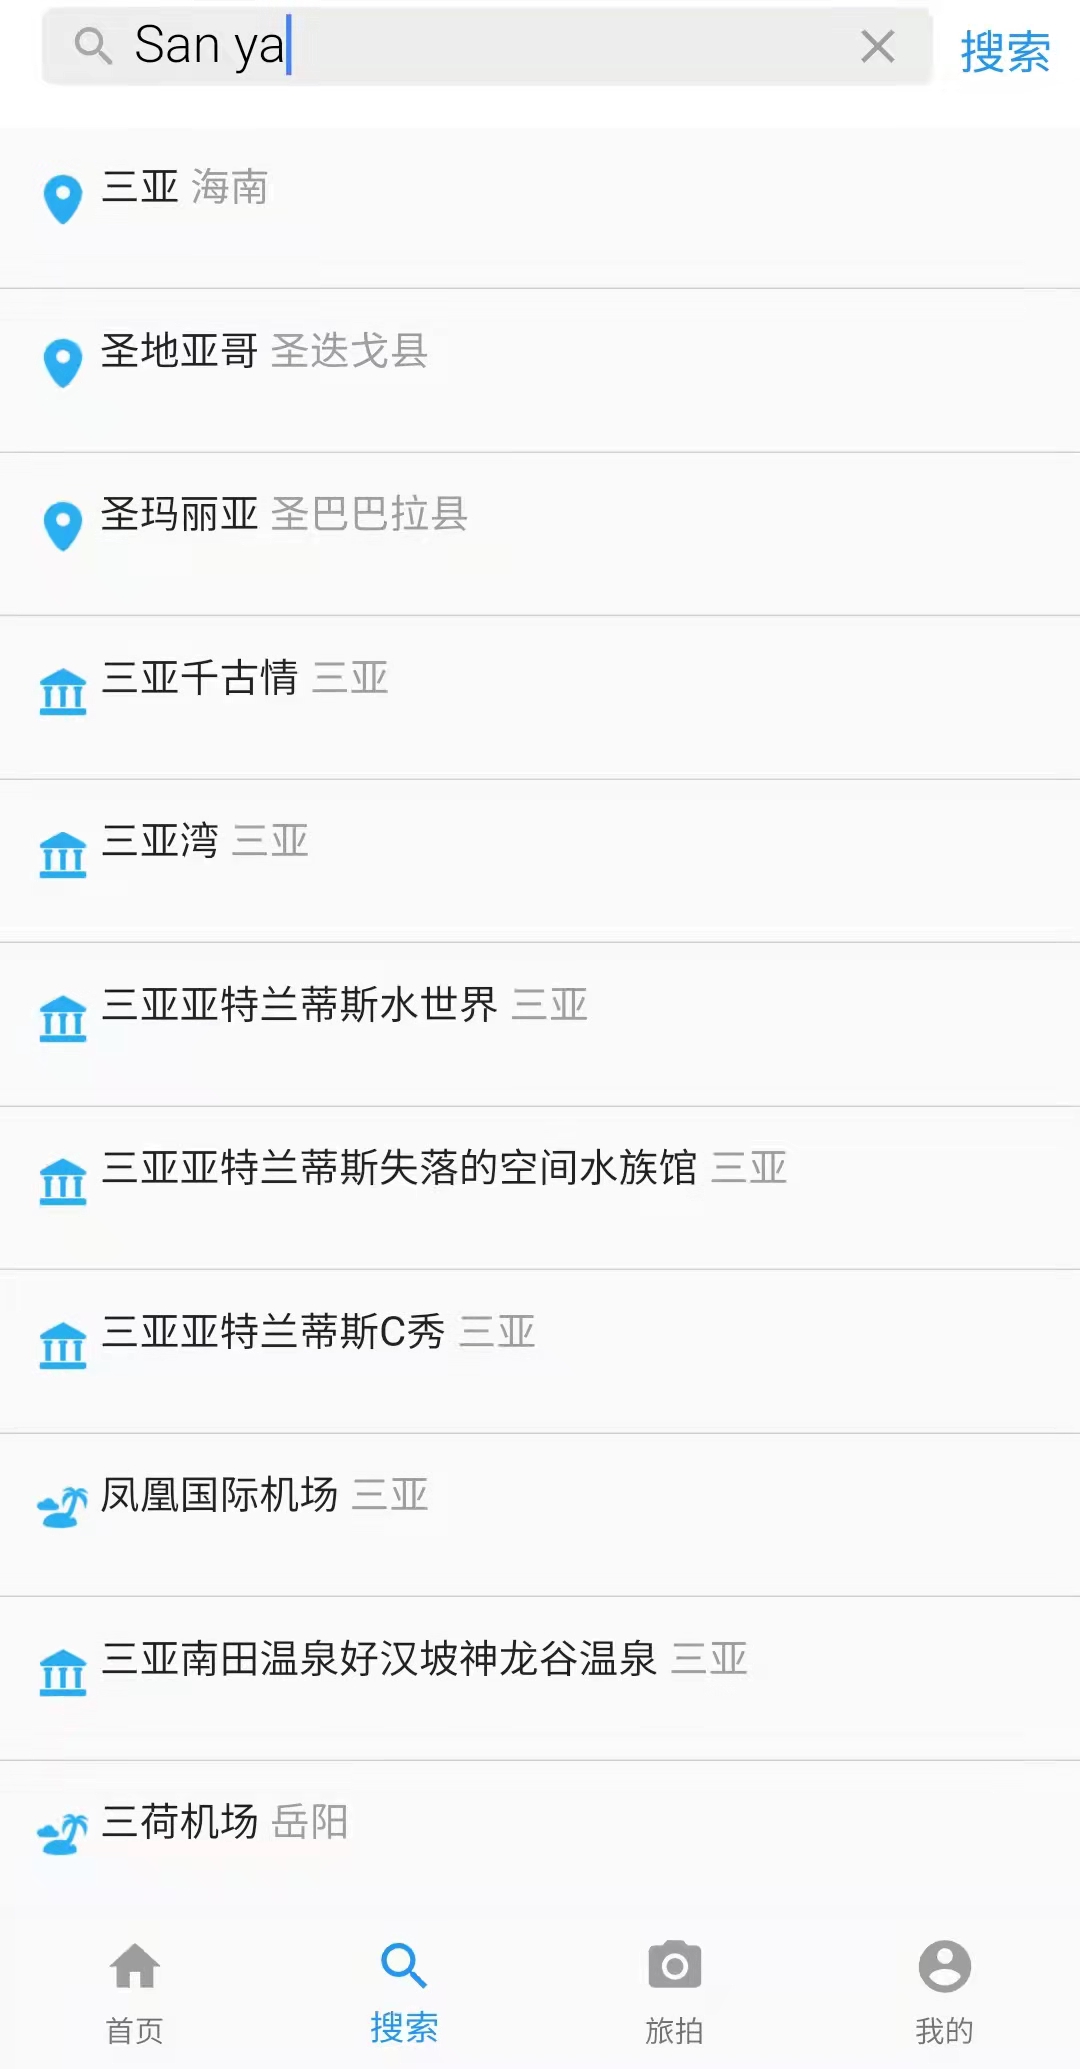 San ya 搜索
三亚 海南
圣地亚哥 圣迭戈县
圣玛丽亚 圣巴巴拉县
三亚千古情 三亚
三亚湾 三亚
三亚亚特兰蒂斯水世界 三亚
三亚亚特兰蒂斯失落的空间水族馆 三亚
三亚亚特兰蒂斯C秀 三亚
凤凰国际机场 三亚
三亚南田温泉好汉坡神龙谷温泉 三亚
三荷机场 岳阳
首页 搜索 旅拍 我的